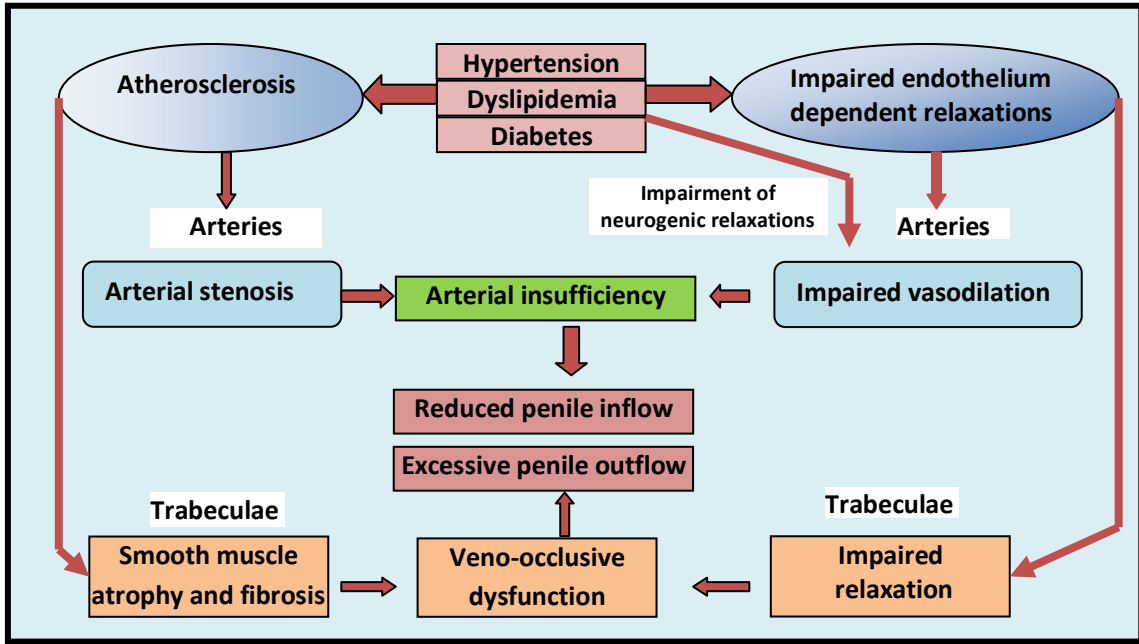 Atherosclerosis
Hypertension
Dyslipidemia
Diabetes
Impaired endothelium
dependent relaxations
Impairment of
neurogenic relaxations
Arteries
Arteries
Arterial stenosis
Arterial insufficiency
Impaired vasodilation
Reduced penile inflow
Excessive penile outflow
Trabeculae
Trabeculae
Smooth muscle
atrophy and fibrosis
Veno-occlusive
dysfunction
Impaired
relaxation